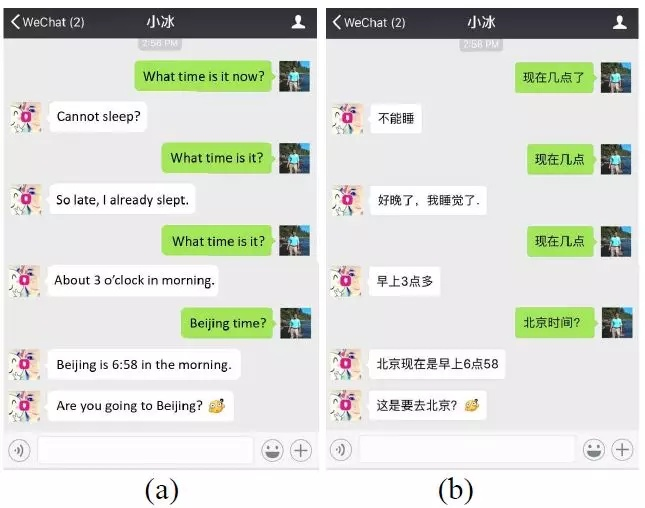 WeChat (2)
小冰
2:58 PM
What time is it now?
Cannot sleep?
What time is it?
So late, I already slept.
What time is it?
About 3 o'clock in morning.
Beijing time?
Beijing is 6:58 in the morning.
Are you going to Beijing?
(a)
WeChat (2)
小冰
2:58 PM
现在几点了
不能睡
现在几点
好晚了，我睡觉了.
现在几点
早上3点多
北京时间?
北京现在是早上6点58
这是要去北京?
(b)